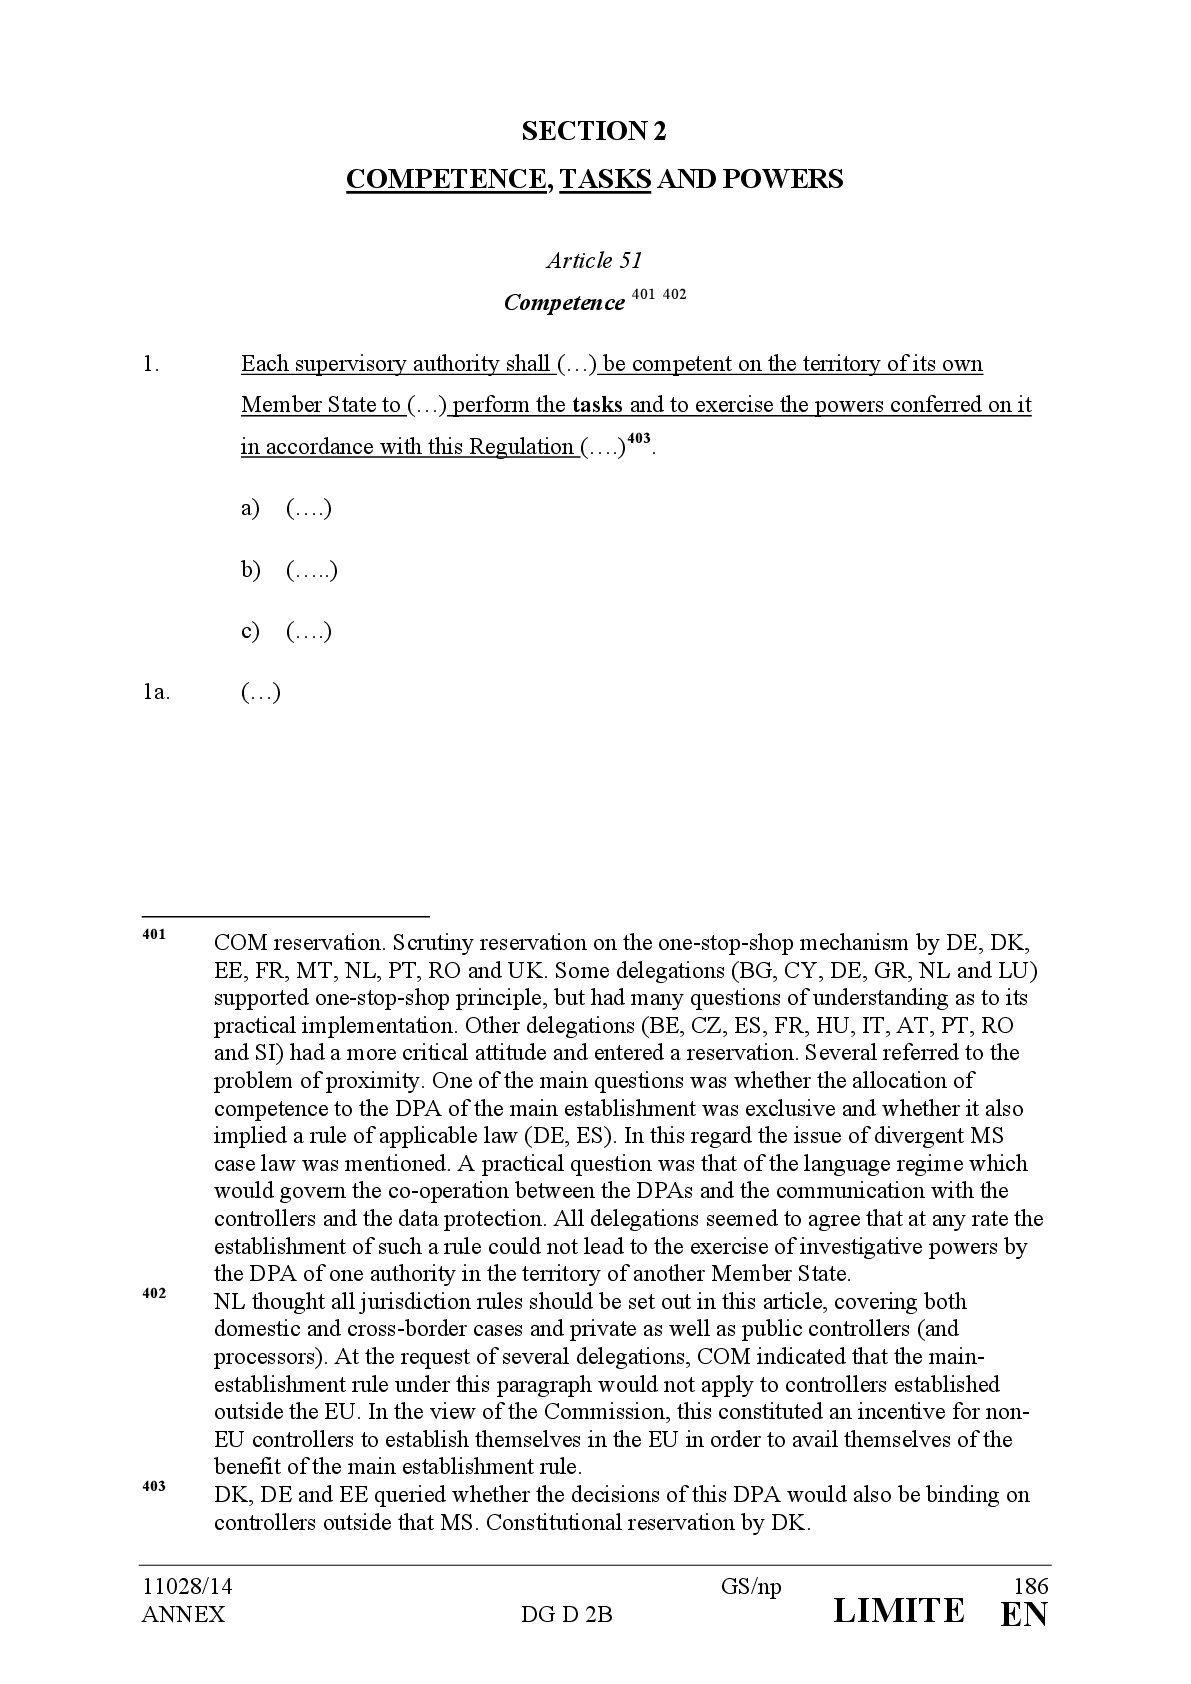 SECTION 2
COMPETENCE, TASKS AND POWERS
Article 51
Competence 401 402
1. Each supervisory authority shall (…) be competent on the territory of its own
Member State to (…) perform the tasks and to exercise the powers conferred on it
in accordance with this Regulation (….)403.
a) (….)
b) (…..)
c) (….)
1a. (…)
401 COM reservation. Scrutiny reservation on the one-stop-shop mechanism by DE, DK,
EE, FR, MT, NL, PT, RO and UK. Some delegations (BG, CY, DE, GR, NL and LU)
supported one-stop-shop principle, but had many questions of understanding as to its
practical implementation. Other delegations (BE, CZ, ES, FR, HU, IT, AT, PT, RO
and SI) had a more critical attitude and entered a reservation. Several referred to the
problem of proximity. One of the main questions was whether the allocation of
competence to the DPA of the main establishment was exclusive and whether it also
implied a rule of applicable law (DE, ES). In this regard the issue of divergent MS
case law was mentioned. A practical question was that of the language regime which
would govern the co-operation between the DPAs and the communication with the
controllers and the data protection. All delegations seemed to agree that at any rate the
establishment of such a rule could not lead to the exercise of investigative powers by
the DPA of one authority in the territory of another Member State.
402 NL thought all jurisdiction rules should be set out in this article, covering both
domestic and cross-border cases and private as well as public controllers (and
processors). At the request of several delegations, COM indicated that the main-
establishment rule under this paragraph would not apply to controllers established
outside the EU. In the view of the Commission, this constituted an incentive for non-
EU controllers to establish themselves in the EU in order to avail themselves of the
benefit of the main establishment rule.
403 DK, DE and EE queried whether the decisions of this DPA would also be binding on
controllers outside that MS. Constitutional reservation by DK.
11028/14 GS/np 186
ANNEX DG D 2B LIMITE EN